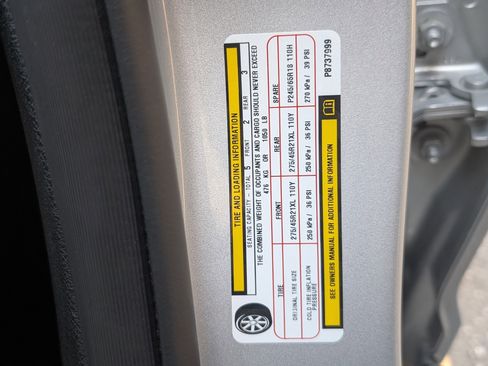 TIRE AND LOADING INFORMATION
SEATING CAPACITY - TOTAL 5 FRONT 2 REAR 3
THE COMBINED WEIGHT OF OCCUPANTS AND CARGO SHOULD NEVER EXCEED
476 KG OR 1050 LB
TIRE FRONT REAR SPARE
ORIGINAL TIRE SIZE 275/45R21XL 110Y 275/45R21XL 110Y P245/65R18 110H
COLD TIRE INFLATION PRESSURE 250 kPa / 36 PSI 250 kPa / 36 PSI 270 kPa / 39 PSI
SEE OWNERS MANUAL FOR ADDITIONAL INFORMATION
P8737999